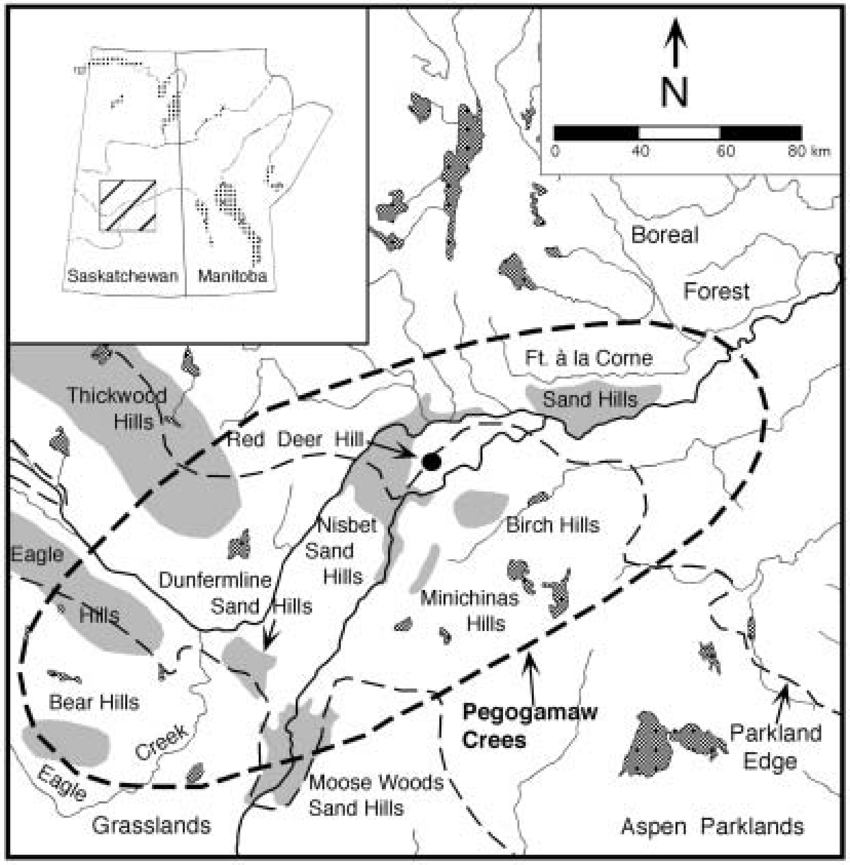 N
0 40 60 80 km
Saskatchewan Manitoba
Boreal
Forest
Ft. à la Corne
Sand Hills
Thickwood
Hills
Red Deer Hill
Nisbet
Sand
Hills
Birch Hills
Eagle
Hills
Dunfermline
Sand Hills
Minichinas
Hills
Bear Hills
Creek
Eagle
Pegogamaw
Crees
Parkland
Edge
Moose Woods
Sand Hills
Grasslands
Aspen Parklands